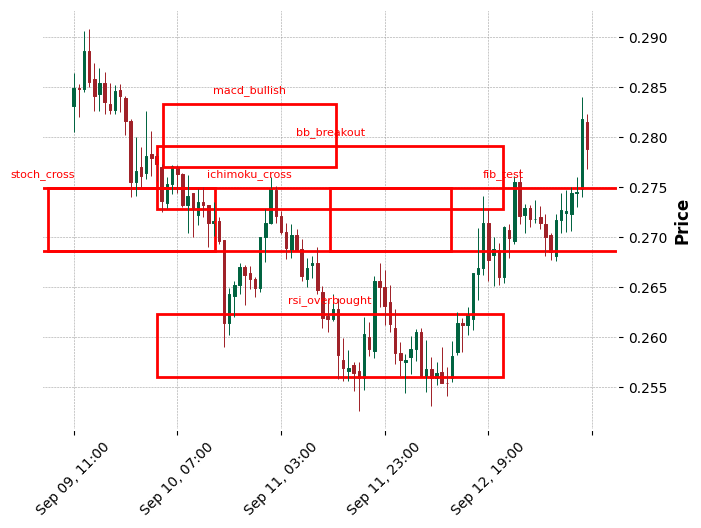 macd_bullish
bb_breakout
stoch_cross
ichimoku_cross
fib_test
rsi_overbought
0.290
0.285
0.280
0.275
0.270
0.265
0.260
0.255
Price
Sep 09, 11:00
Sep 10, 07:00
Sep 11, 03:00
Sep 11, 23:00
Sep 12, 19:00